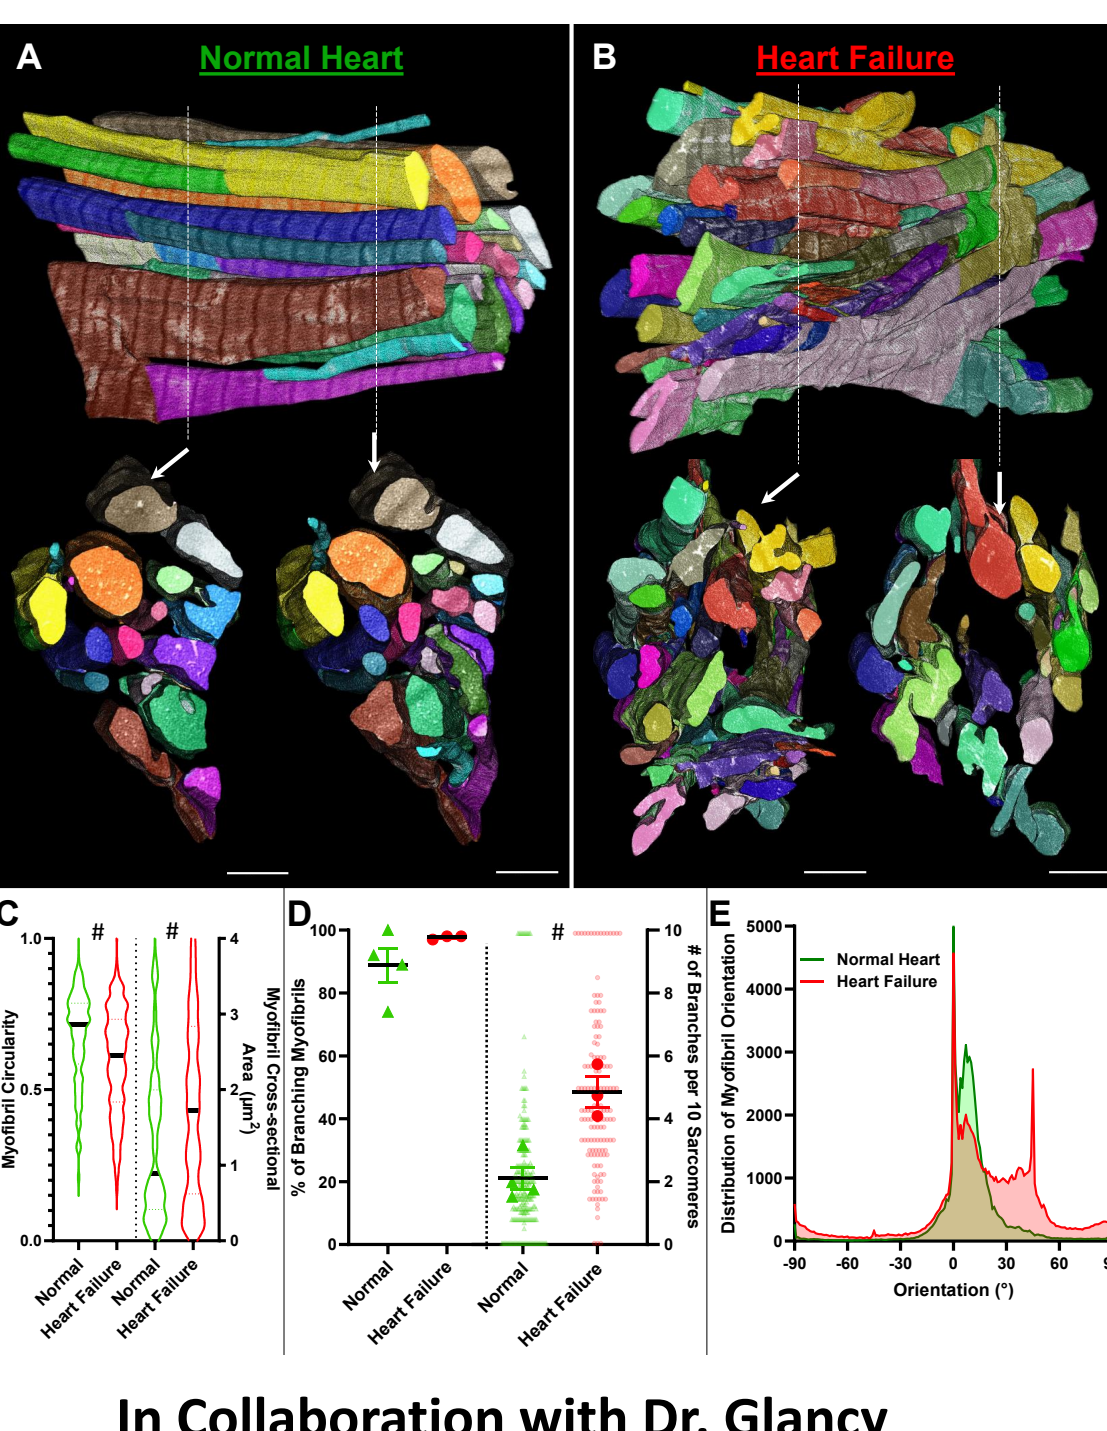 A
Normal Heart
B
Heart Failure
C
#
#
1.0
0.5
0.0
Myofibril Circularity
4
3
2
1
0
Myofibril Cross-sectional
Area (μm²)
Normal
Heart Failure
Normal
Heart Failure
D
#
100
80
60
40
20
0
% of Branching Myofibrils
10
8
6
4
2
0
# of Branches per 10 Sarcomeres
Normal
Heart Failure
Normal
Heart Failure
E
5000
4000
3000
2000
1000
0
Distribution of Myofibril Orientation
Normal Heart
Heart Failure
-90
-60
-30
0
30
60
Orientation (°)
In Collaboration with Dr. Glancy